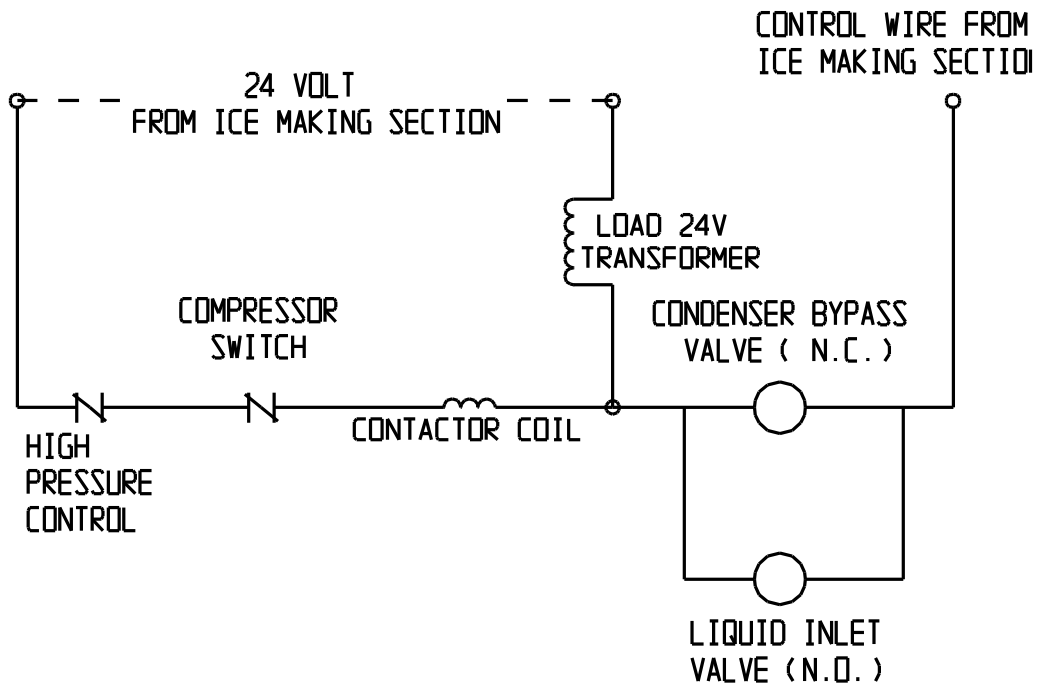 CONTROL WIRE FROM
ICE MAKING SECTION
24 VOLT
FROM ICE MAKING SECTION
LOAD 24V
TRANSFORMER
COMPRESSOR
SWITCH
CONDENSER BYPASS
VALVE ( N.C. )
CONTACTOR COIL
HIGH
PRESSURE
CONTROL
LIQUID INLET
VALVE (N.O.)